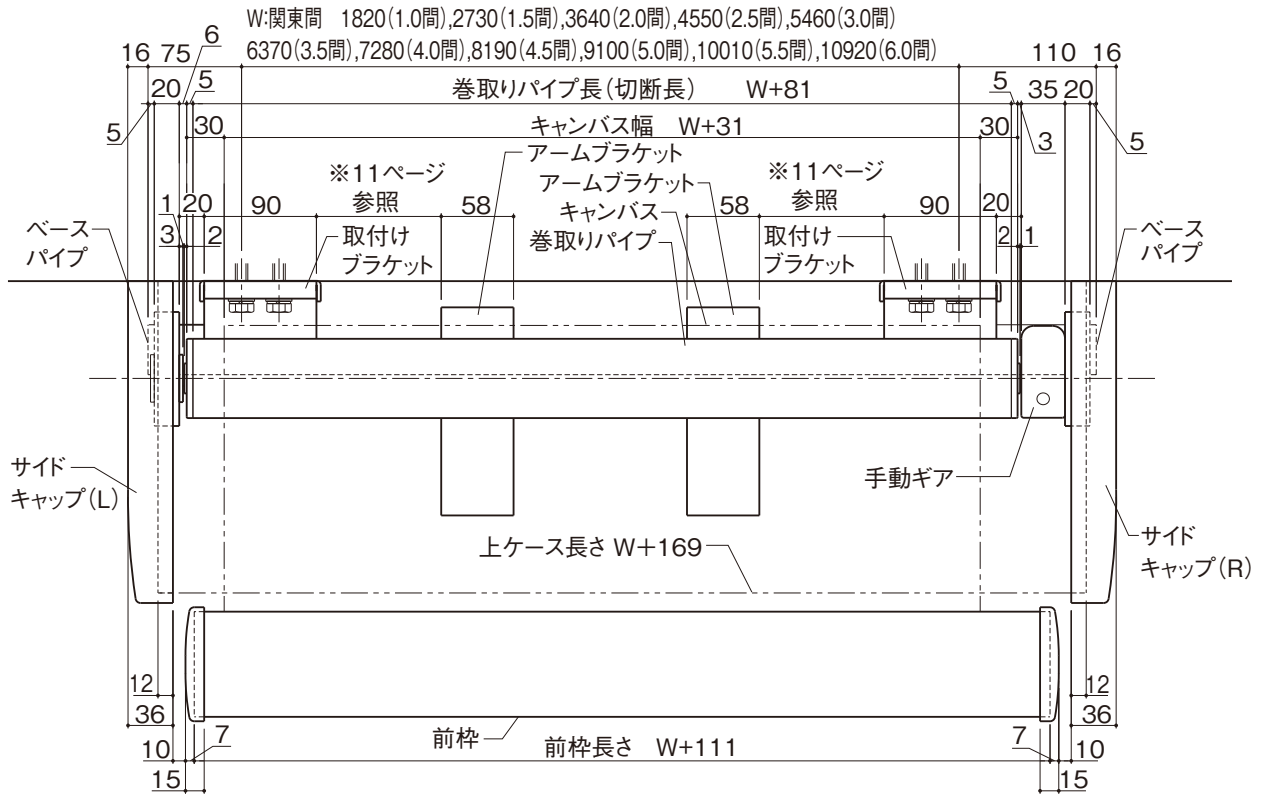 W:関東間 1820(1.0間),2730(1.5間),3640(2.0間),4550(2.5間),5460(3.0間)
6370(3.5間),7280(4.0間),8190(4.5間),9100(5.0間),10010(5.5間),10920(6.0間)
16 75 6 110 16
20 5 巻取りパイプ長(切断長) W+81 5 35 20
5 30 キャンバス幅 W+31 30 3 5
アームブラケット
※11ページ
参照
アームブラケット
※11ページ
参照
1 20 90 58 キャンバス 58 90 20
3 2 取付け
ブラケット
巻取りパイプ
取付け
ブラケット
2 1
ベース
パイプ
ベース
パイプ
サイド
キャップ(L)
手動ギア
上ケース長さ W+169
サイド
キャップ(R)
12 12
36 36
10 7 前枠 前枠長さ W+111 7 10
15 15